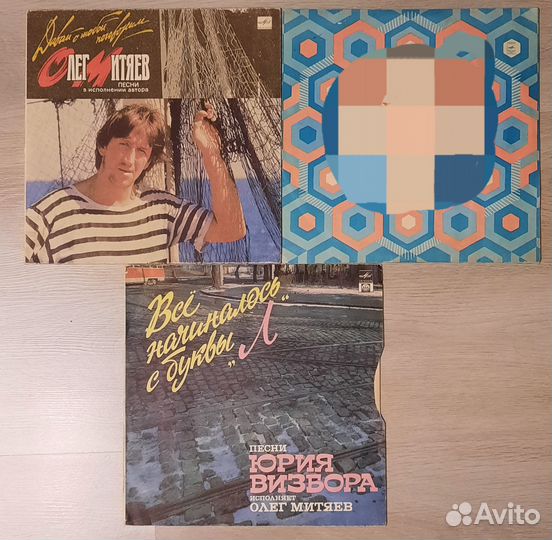 Давай с тобой поговорим
ОЛЕГ МИТЯЕВ
ПЕСНИ
В ИСПОЛНЕНИИ АВТОРА
Всё
начиналось
с буквы „Л“
ПЕСНИ
ЮРИЯ
ВИЗБОРА
ИСПОЛНЯЕТ
ОЛЕГ МИТЯЕВ
Avito